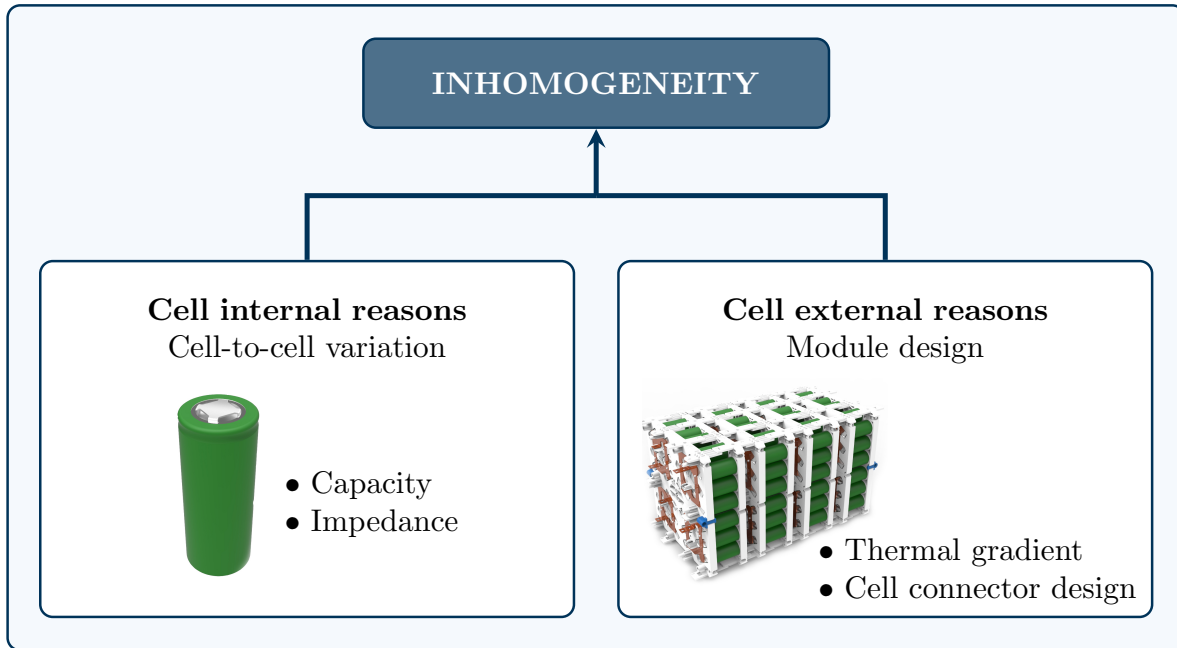 INHOMOGENEITY
Cell internal reasons
Cell-to-cell variation
• Capacity
• Impedance
Cell external reasons
Module design
• Thermal gradient
• Cell connector design